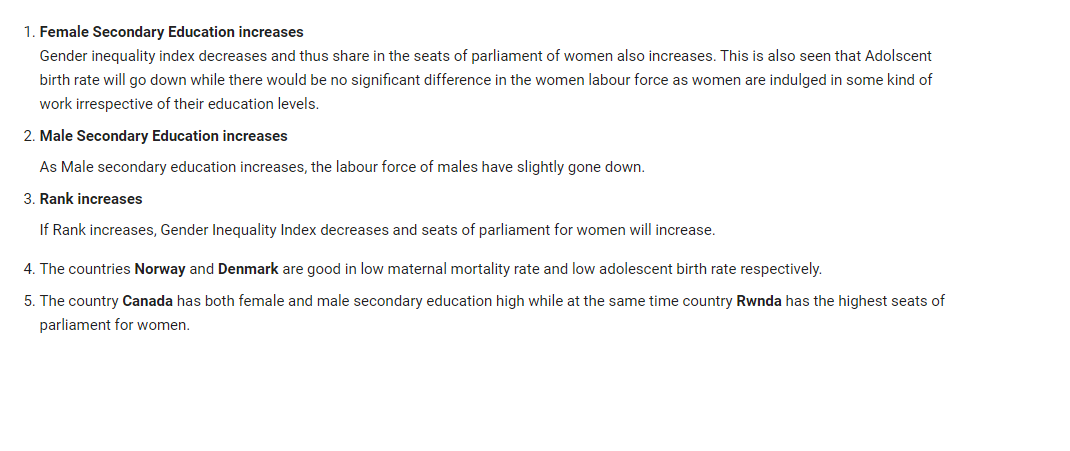 1. Female Secondary Education increases
Gender inequality index decreases and thus share in the seats of parliament of women also increases. This is also seen that Adolscent
birth rate will go down while there would be no significant difference in the women labour force as women are indulged in some kind of
work irrespective of their education levels.
2. Male Secondary Education increases
As Male secondary education increases, the labour force of males have slightly gone down.
3. Rank increases
If Rank increases, Gender Inequality Index decreases and seats of parliament for women will increase.
4. The countries Norway and Denmark are good in low maternal mortality rate and low adolescent birth rate respectively.
5. The country Canada has both female and male secondary education high while at the same time country Rwnda has the highest seats of
parliament for women.